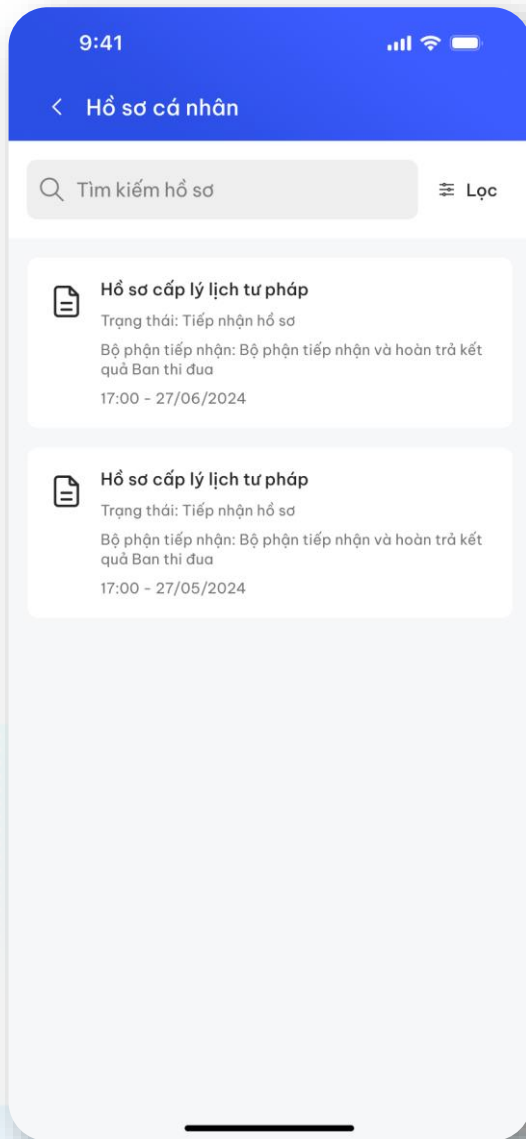 9:41
Hồ sơ cá nhân
Tìm kiếm hồ sơ
Lọc
Hồ sơ cấp lý lịch tư pháp
Trạng thái: Tiếp nhận hồ sơ
Bộ phận tiếp nhận: Bộ phận tiếp nhận và hoàn trả kết
quả Ban thi đua
17:00 - 27/06/2024
Hồ sơ cấp lý lịch tư pháp
Trạng thái: Tiếp nhận hồ sơ
Bộ phận tiếp nhận: Bộ phận tiếp nhận và hoàn trả kết
quả Ban thi đua
17:00 - 27/05/2024